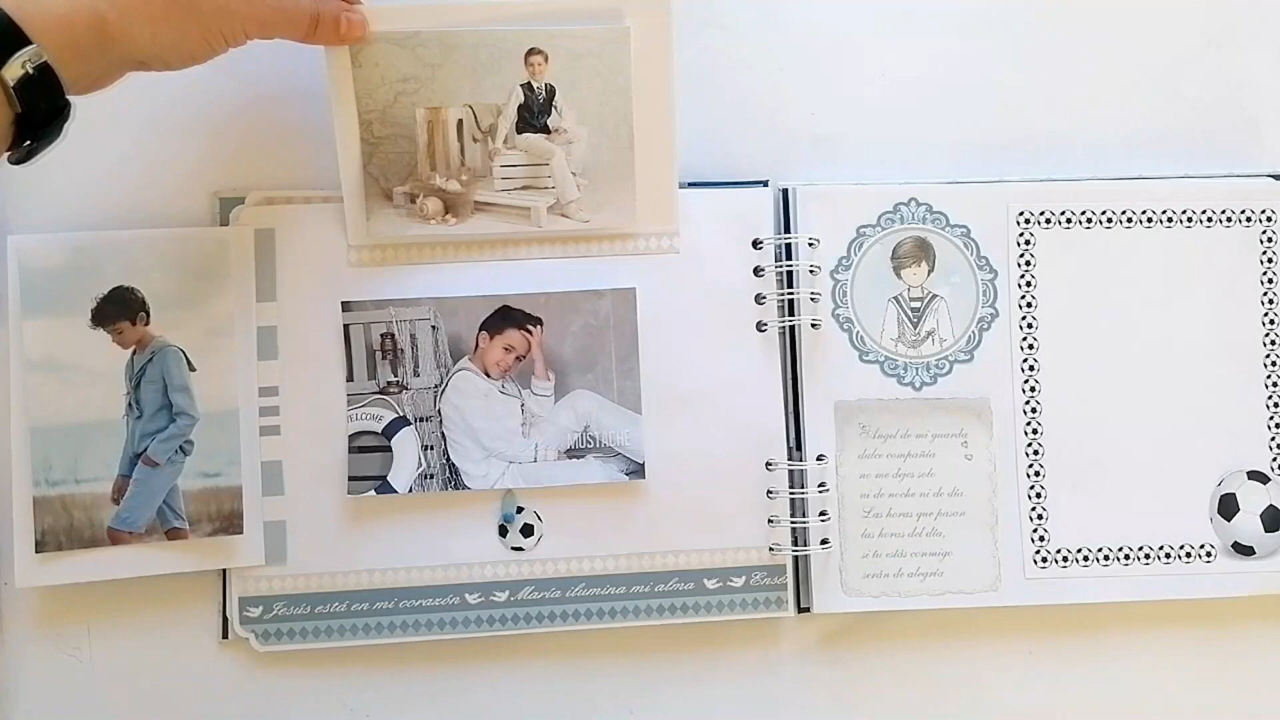 WELCOME
MUSTACHE
Jesús está en mi corazón María ilumina mi alma Ense
Ángel de mi guarda
dulce compañía
no me dejes solo
ni de noche ni de día
Las horas que pasan
las horas del día,
si tu estás conmigo
serán de alegría